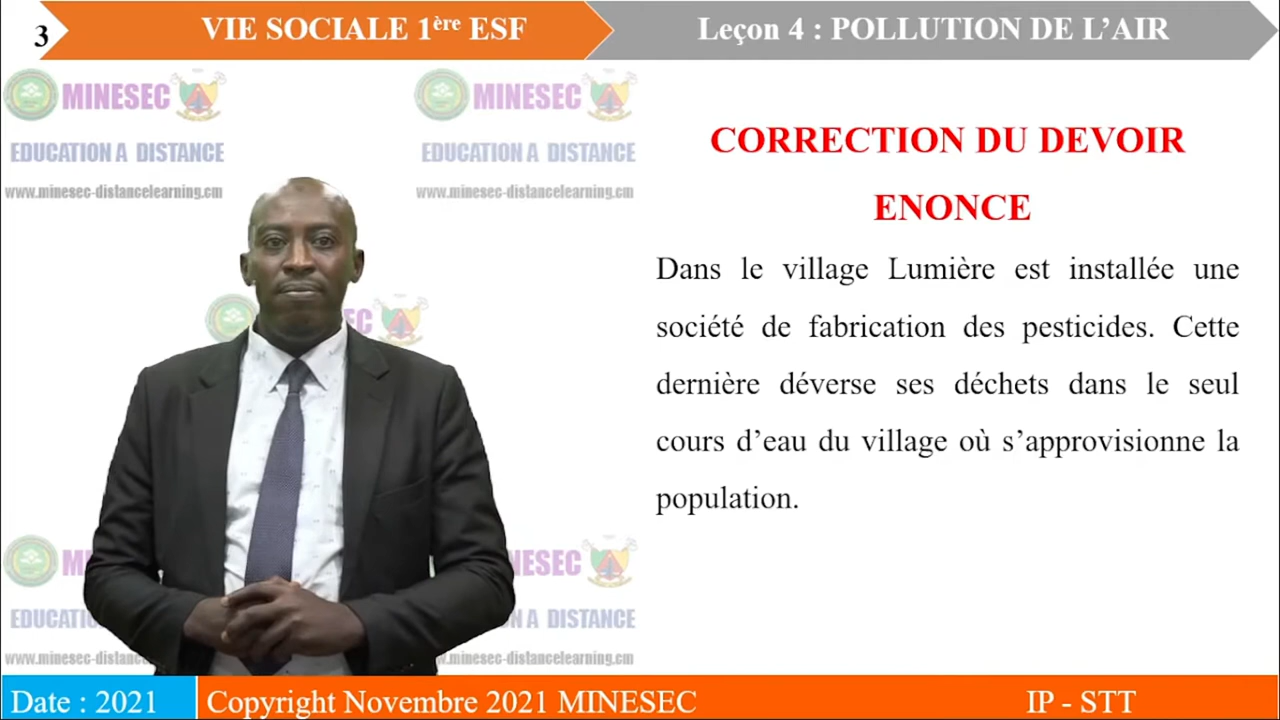 3
VIE SOCIALE 1ère ESF
Leçon 4 : POLLUTION DE L’AIR
MINESEC
EDUCATION A DISTANCE
www.minesec-distancelearning.cm
MINESEC
EDUCATION A DISTANCE
www.minesec-distancelearning.cm
CORRECTION DU DEVOIR
ENONCE
Dans le village Lumière est installée une
société de fabrication des pesticides. Cette
dernière déverse ses déchets dans le seul
cours d’eau du village où s’approvisionne la
population.
Date : 2021
Copyright Novembre 2021 MINESEC
IP - STT